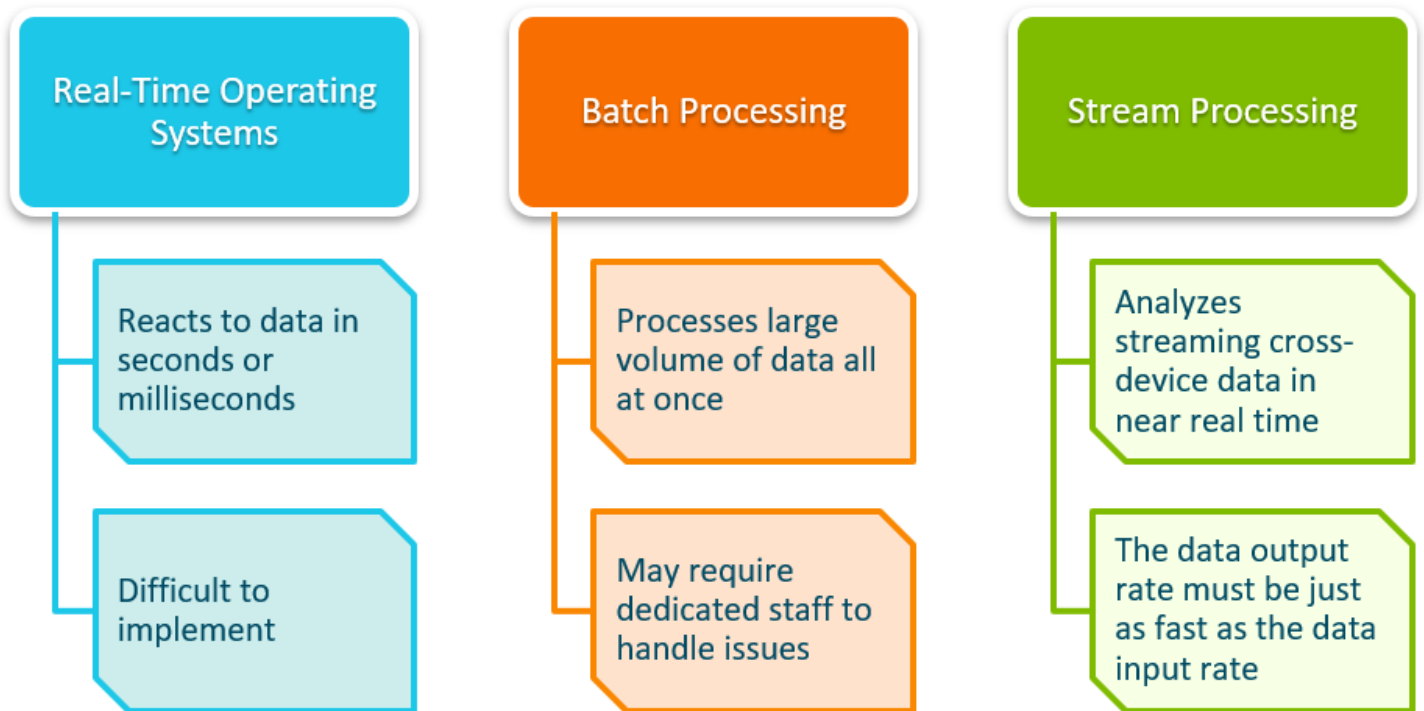 Real-Time Operating
Systems
Reacts to data in
seconds or
milliseconds
Difficult to
implement
Batch Processing
Processes large
volume of data all
at once
May require
dedicated staff to
handle issues
Stream Processing
Analyzes
streaming cross-
device data in
near real time
The data output
rate must be just
as fast as the data
input rate